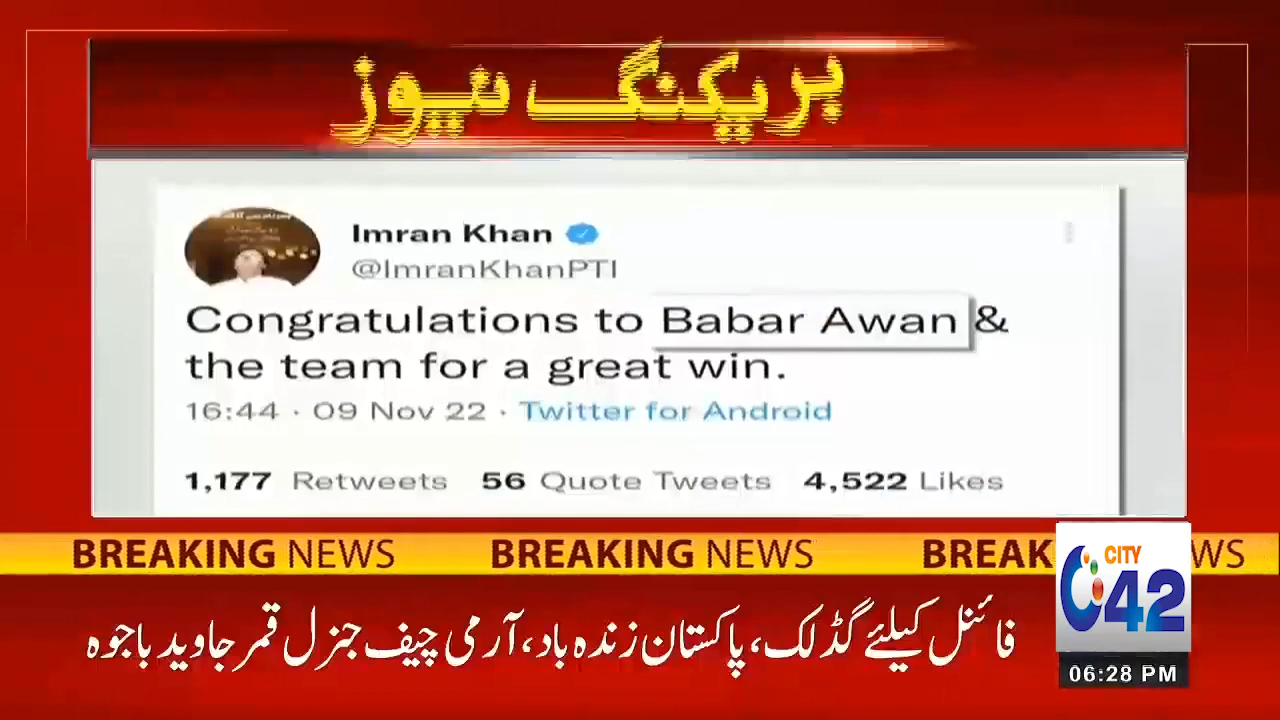 بریکنگ نیوز
Imran Khan
@ImranKhanPTI
Congratulations to Babar Awan &
the team for a great win.
16:44 · 09 Nov 22 · Twitter for Android
1,177 Retweets 56 Quote Tweets 4,522 Likes
BREAKING NEWS BREAKING NEWS BREAK WS
CITY
42
فائنل کیلئے گڈلک، پاکستان زندہ باد، آرمی چیف جنرل قمر جاوید باجوہ
06:28 PM